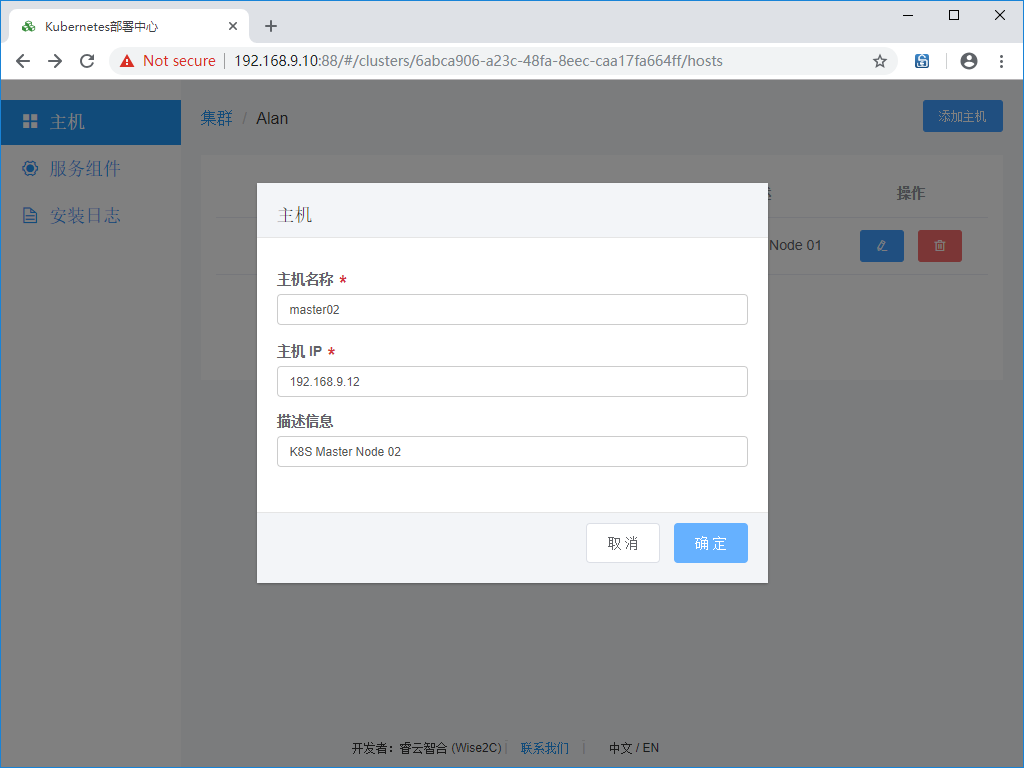 Kubernetes部署中心
Not secure
192.168.9.10:88/#/clusters/6abca906-a23c-48fa-8eec-caa17fa664ff/hosts
主机
服务组件
安装日志
集群 / Alan
添加主机
操作
Node 01
主机
主机名称 *
master02
主机 IP *
192.168.9.12
描述信息
K8S Master Node 02
取消
确定
开发者：睿云智合 (Wise2C) | 联系我们 | 中文 / EN